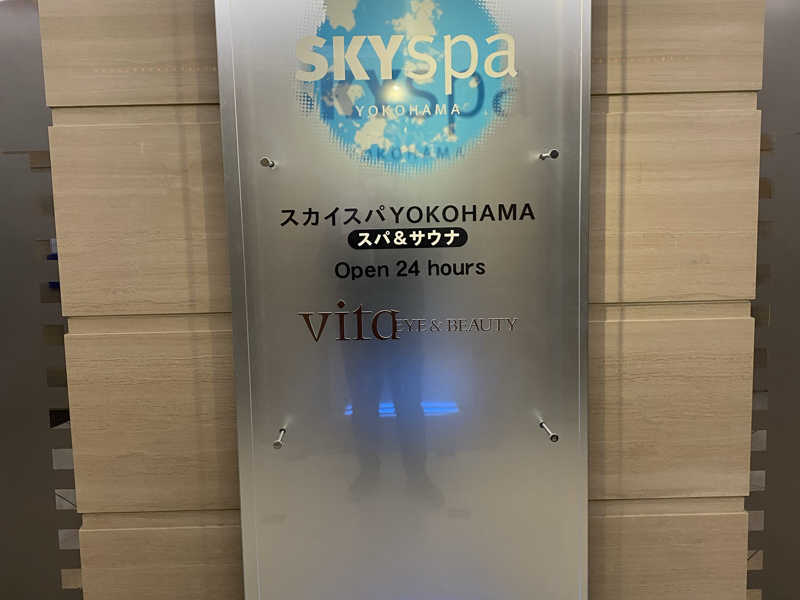 SKYspa
YOKOHAMA
スカイスパYOKOHAMA
スパ&サウナ
Open 24 hours
vita EYE & BEAUTY